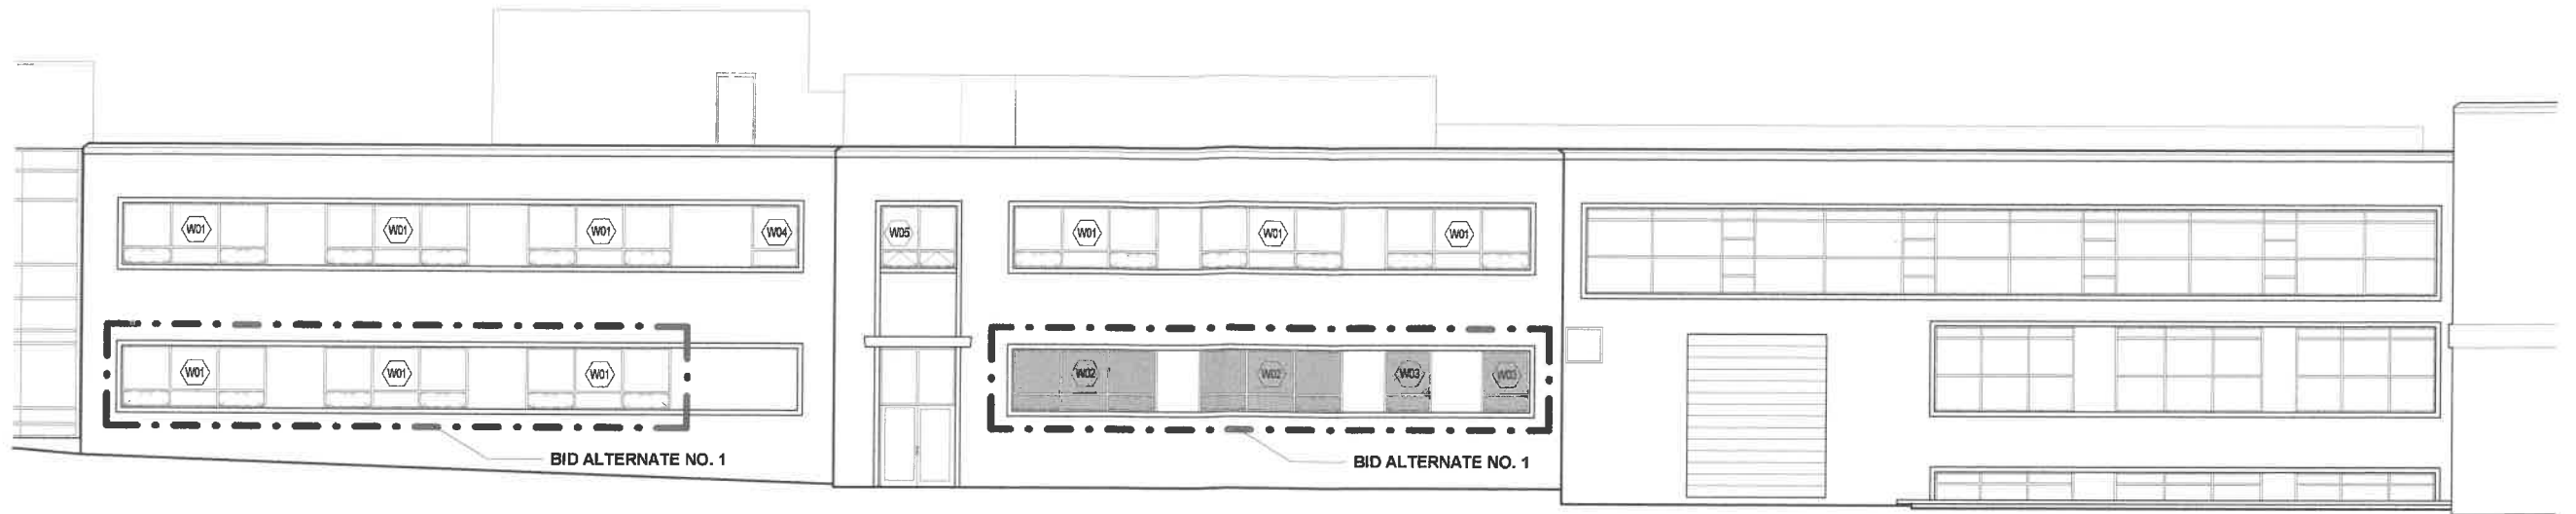 W01 W01 W01 W04 W05 W01 W01 W01
W01 W01 W01 W02 W02 W03 W03
BID ALTERNATE NO. 1 BID ALTERNATE NO. 1